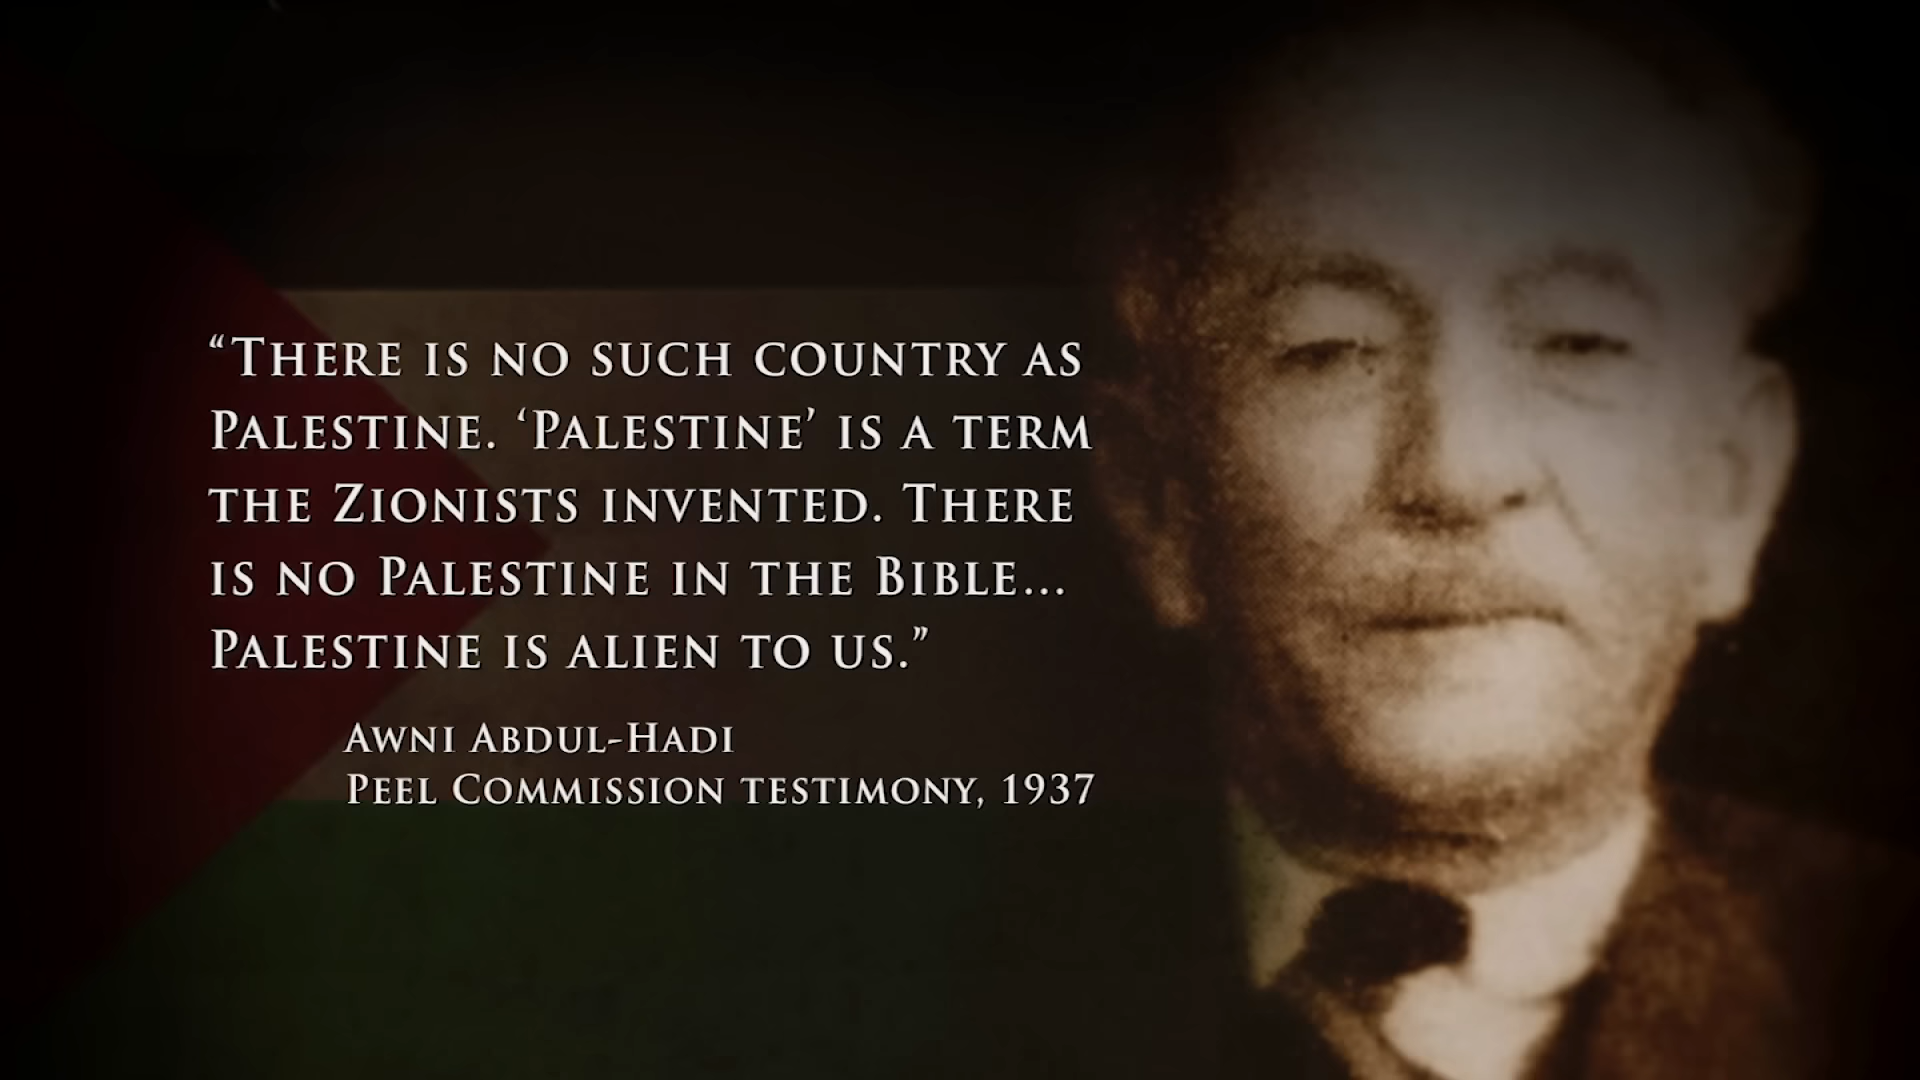 “There is no such country as
Palestine. ‘Palestine’ is a term
the Zionists invented. There
is no Palestine in the Bible...
Palestine is alien to us.”
Awni Abdul-Hadi
Peel Commission testimony, 1937